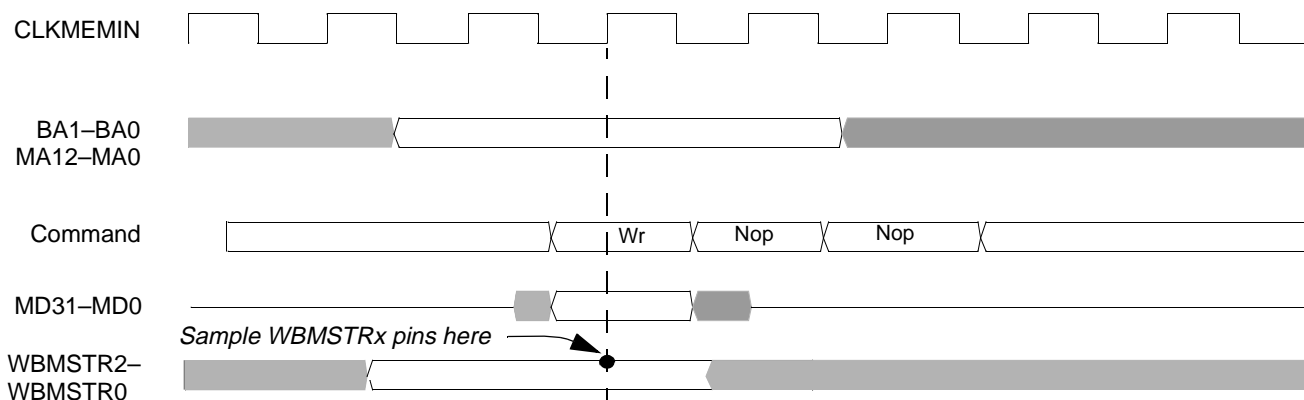 CLKMEMIN
BA1–BA0
MA12–MA0
Command
Wr
Nop
Nop
MD31–MD0
Sample WBMSTRx pins here
WBMSTR2–
WBMSTR0